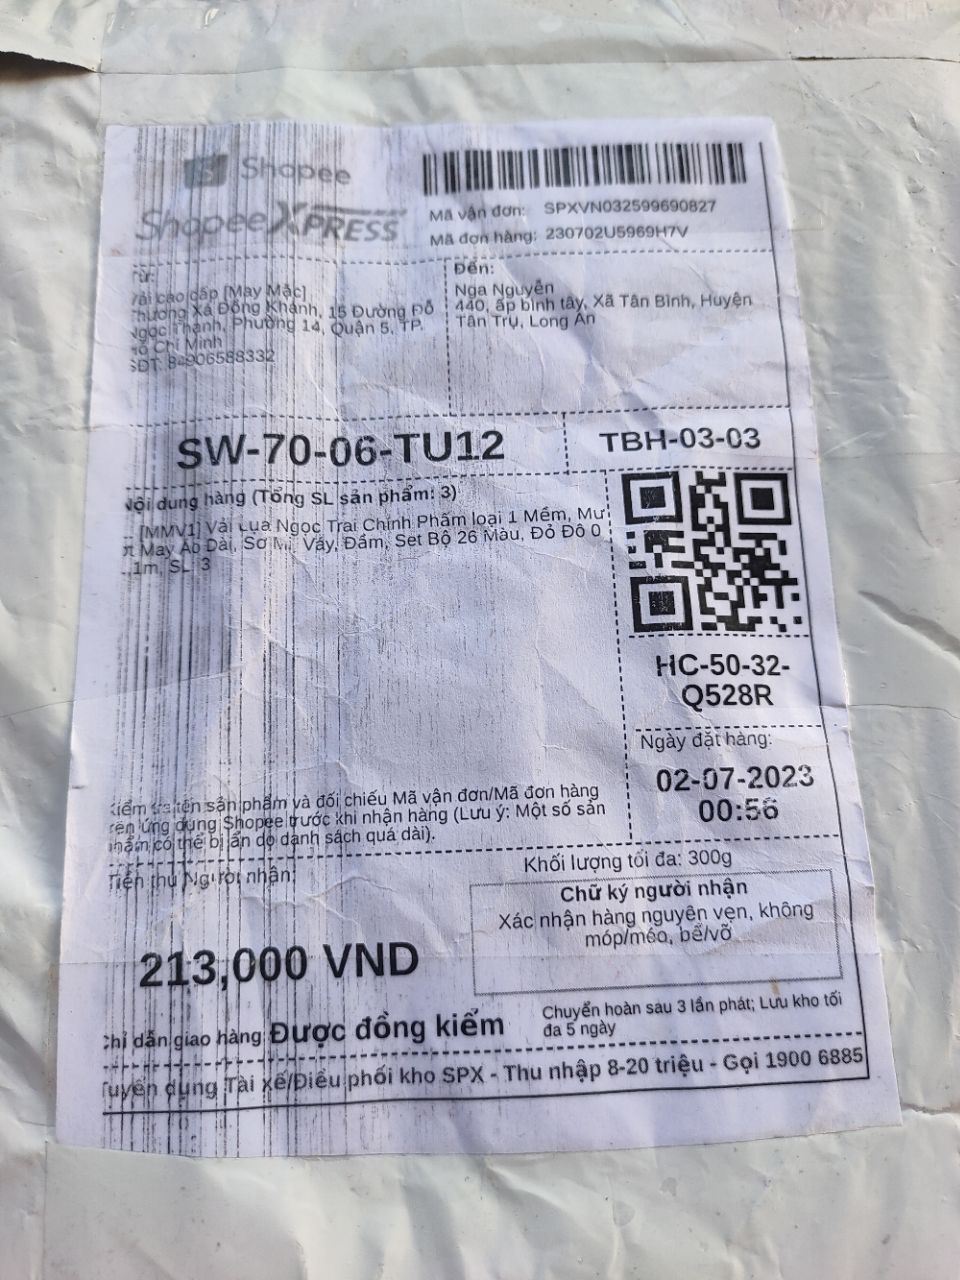 Shopee
Shopee XPRESS
Mã vận đơn: SPXVN032599690827
Mã đơn hàng: 230702U5969H7V
Từ:
Vải cao cấp [May Mặc]
Thương Xá Đồng Khánh, 15 Đường Đỗ
Ngọc Thạnh, Phường 14, Quận 5, TP.
Hồ Chí Minh
SĐT: 84906588332
Đến:
Nga Nguyễn
440, ấp bình tây, Xã Tân Bình, Huyện
Tân Trụ, Long An
SW-70-06-TU12
TBH-03-03
Nội dung hàng (Tổng SL sản phẩm: 3)
[MMV1] Vải Lụa Ngọc Trai Chính Phẩm loại 1 Mềm, Mư
ợt May Áo Dài, Sơ Mi, Váy, Đầm, Set Bộ 26 Màu, Đỏ Đô 0
.1m, SL: 3
HC-50-32-
Q528R
Ngày đặt hàng:
02-07-2023
00:56
Kiểm tra tên sản phẩm và đối chiếu Mã vận đơn/Mã đơn hàng
trên ứng dụng Shopee trước khi nhận hàng (Lưu ý: Một số sản
phẩm có thể bị ẩn do danh sách quá dài).
Tiền thu Người nhận:
213,000 VND
Khối lượng tối đa: 300g
Chữ ký người nhận
Xác nhận hàng nguyên vẹn, không
móp/méo, bể/vỡ
Chỉ dẫn giao hàng: Được đồng kiểm
Chuyển hoàn sau 3 lần phát; Lưu kho tối
đa 5 ngày
Tuyển dụng Tài xế/Điều phối kho SPX - Thu nhập 8-20 triệu - Gọi 1900 6885